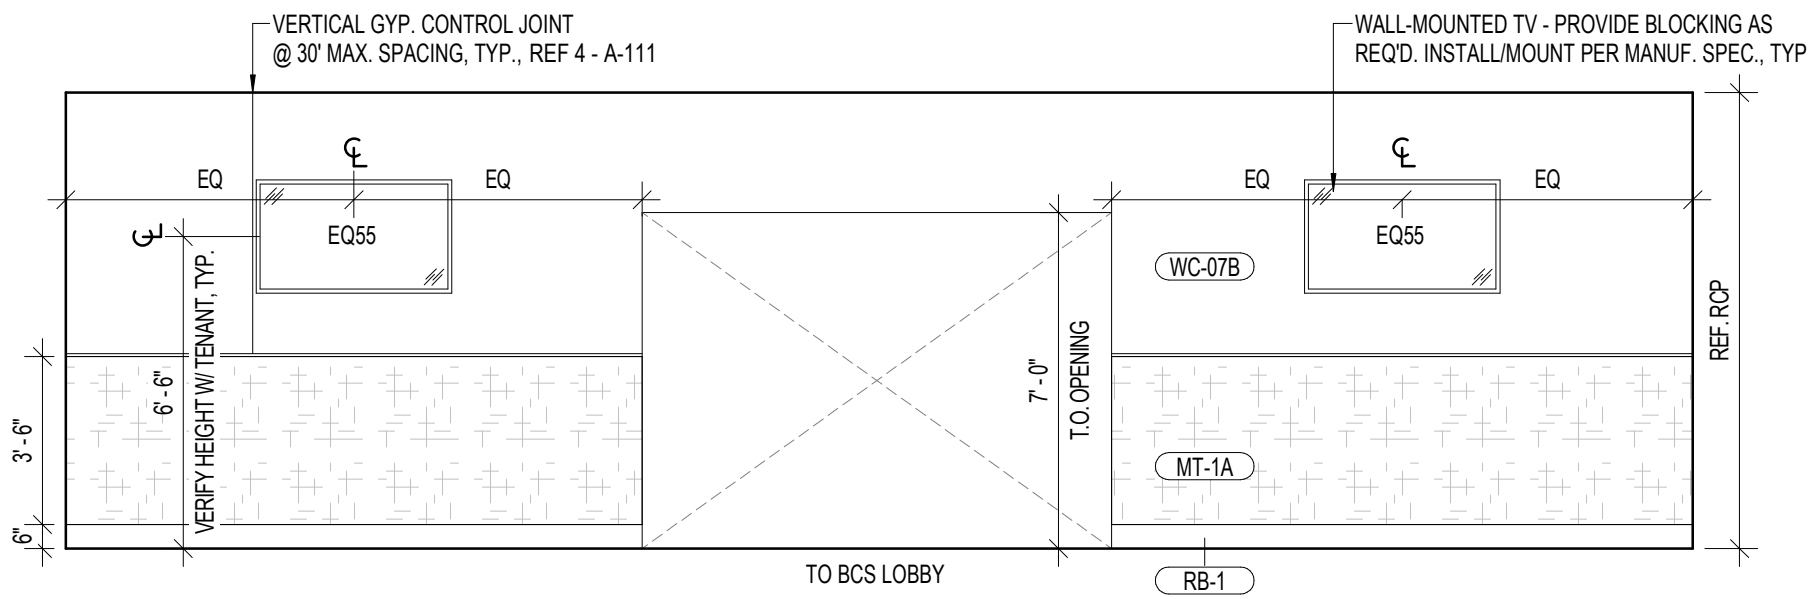 VERTICAL GYP. CONTROL JOINT
@ 30' MAX. SPACING, TYP., REF 4 - A-111
WALL-MOUNTED TV - PROVIDE BLOCKING AS
REQ'D. INSTALL/MOUNT PER MANUF. SPEC., TYP
EQ
EQ
EQ
EQ
EQ55
EQ55
WC-07B
VERIFY HEIGHT W/ TENANT, TYP.
6' - 6"
3' - 6"
6"
7' - 0"
T.O. OPENING
REF. RCP
MT-1A
TO BCS LOBBY
RB-1